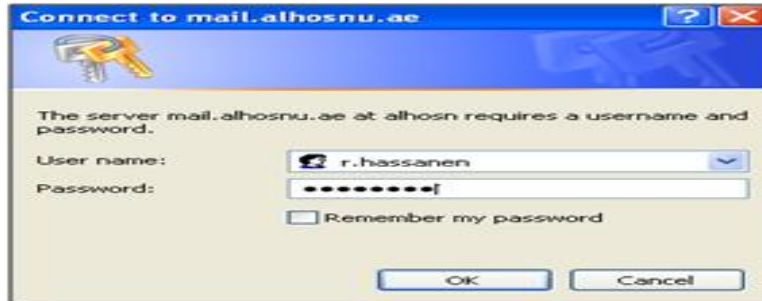 Connect to mail.alhosnu.ae
?
The server mail.alhosnu.ae at alhosn requires a username and
password.
User name:
r.hassanen
Password:
••••••••
Remember my password
OK
Cancel